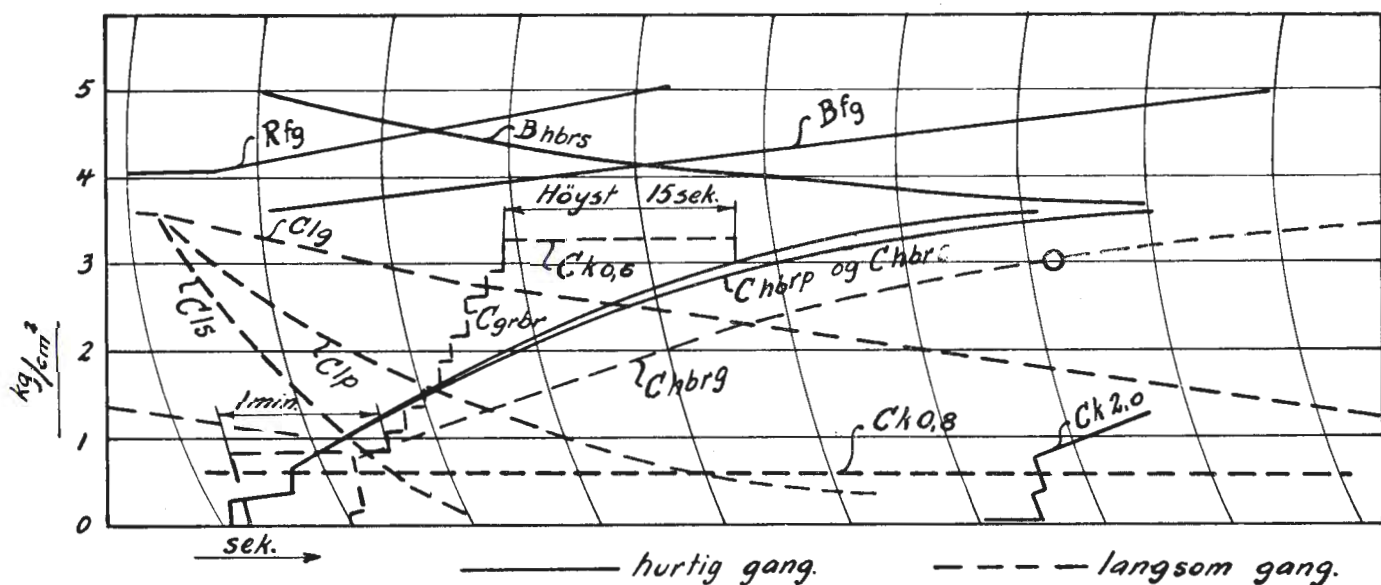 5
Rfg
Bhbrs
Bfg
4
Höyst 15sek.
Clg
3
Ck0,6
Chbrp og Chbrs
Cgrbr
Cls
kg/cm²
2
Clp
Chbrg
1min.
Ck0,8
Ck2,0
1
0
sek.
hurtig gang.
langsom gang.